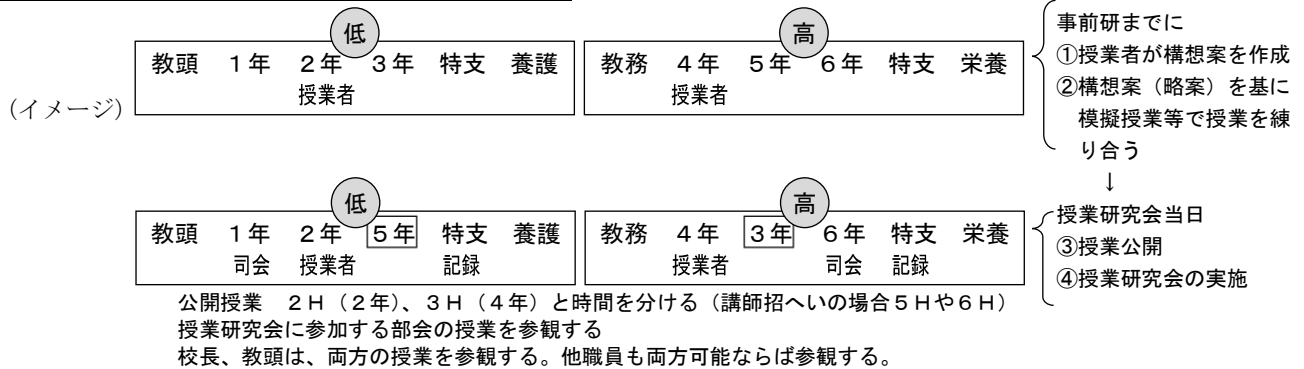 低
教頭 1年 2年 3年 特支 養護
授業者
高
教務 4年 5年 6年 特支 栄養
授業者
(イメージ)
事前研までに
①授業者が構想案を作成
②構想案（略案）を基に
模擬授業等で授業を練
り合う
↓
低
教頭 1年 2年 5年 特支 養護
司会 授業者 記録
高
教務 4年 3年 6年 特支 栄養
授業者 司会 記録
授業研究会当日
③授業公開
④授業研究会の実施
公開授業 2H（2年）、3H（4年）と時間を分ける（講師招へいの場合5Hや6H）
授業研究会に参加する部会の授業を参観する
校長、教頭は、両方の授業を参観する。他職員も両方可能ならば参観する。